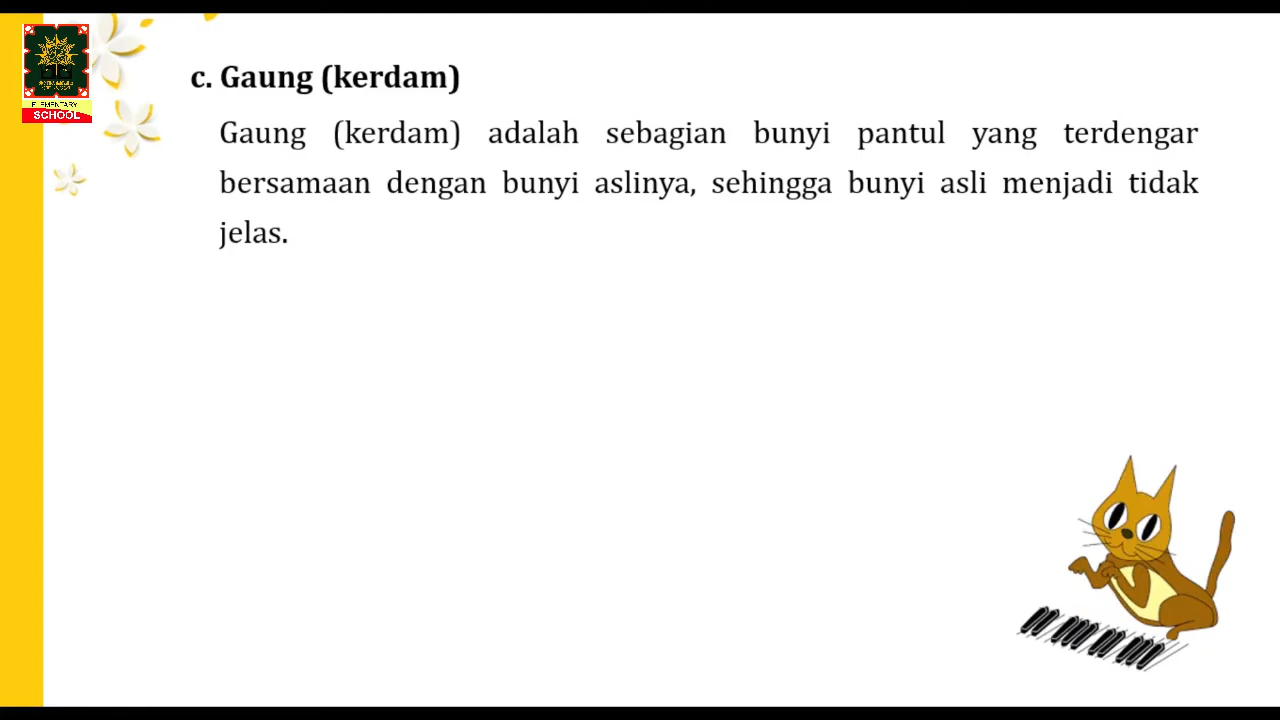 ELEMENTARY
SCHOOL
c. Gaung (kerdam)
Gaung (kerdam) adalah sebagian bunyi pantul yang terdengar
bersamaan dengan bunyi aslinya, sehingga bunyi asli menjadi tidak
jelas.